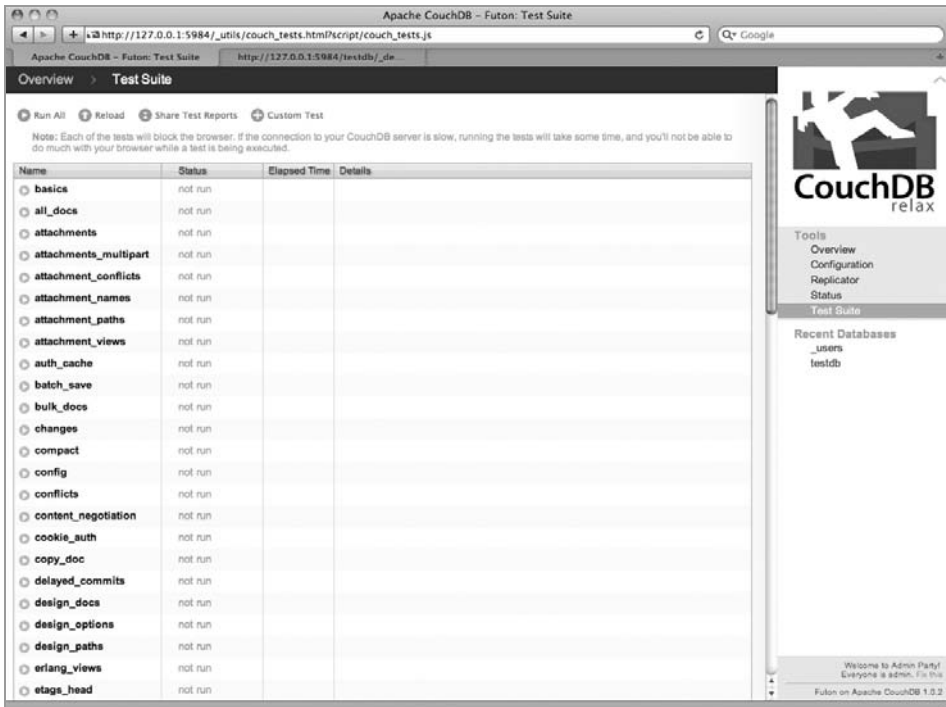 Apache CouchDB – Futon: Test Suite
http://127.0.0.1:5984/_utils/couch_tests.html?script/couch_tests.js
Google
Apache CouchDB – Futon: Test Suite
http://127.0.0.1:5984/testdb/_de...
Overview > Test Suite
Run All Reload Share Test Reports Custom Test
Note: Each of the tests will block the browser. If the connection to your CouchDB server is slow, running the tests will take some time, and you'll not be able to
do much with your browser while a test is being executed.
Name Status Elapsed Time Details
basics not run
all_docs not run
attachments not run
attachments_multipart not run
attachment_conflicts not run
attachment_names not run
attachment_paths not run
attachment_views not run
auth_cache not run
batch_save not run
bulk_docs not run
changes not run
compact not run
config not run
conflicts not run
content_negotiation not run
cookie_auth not run
copy_doc not run
delayed_commits not run
design_docs not run
design_options not run
design_paths not run
erlang_views not run
etags_head not run
CouchDB
relax
Tools
Overview
Configuration
Replicator
Status
Test Suite
Recent Databases
_users
testdb
Welcome to Admin Party!
Everyone is admin. Fix this
Futon on Apache CouchDB 1.0.2